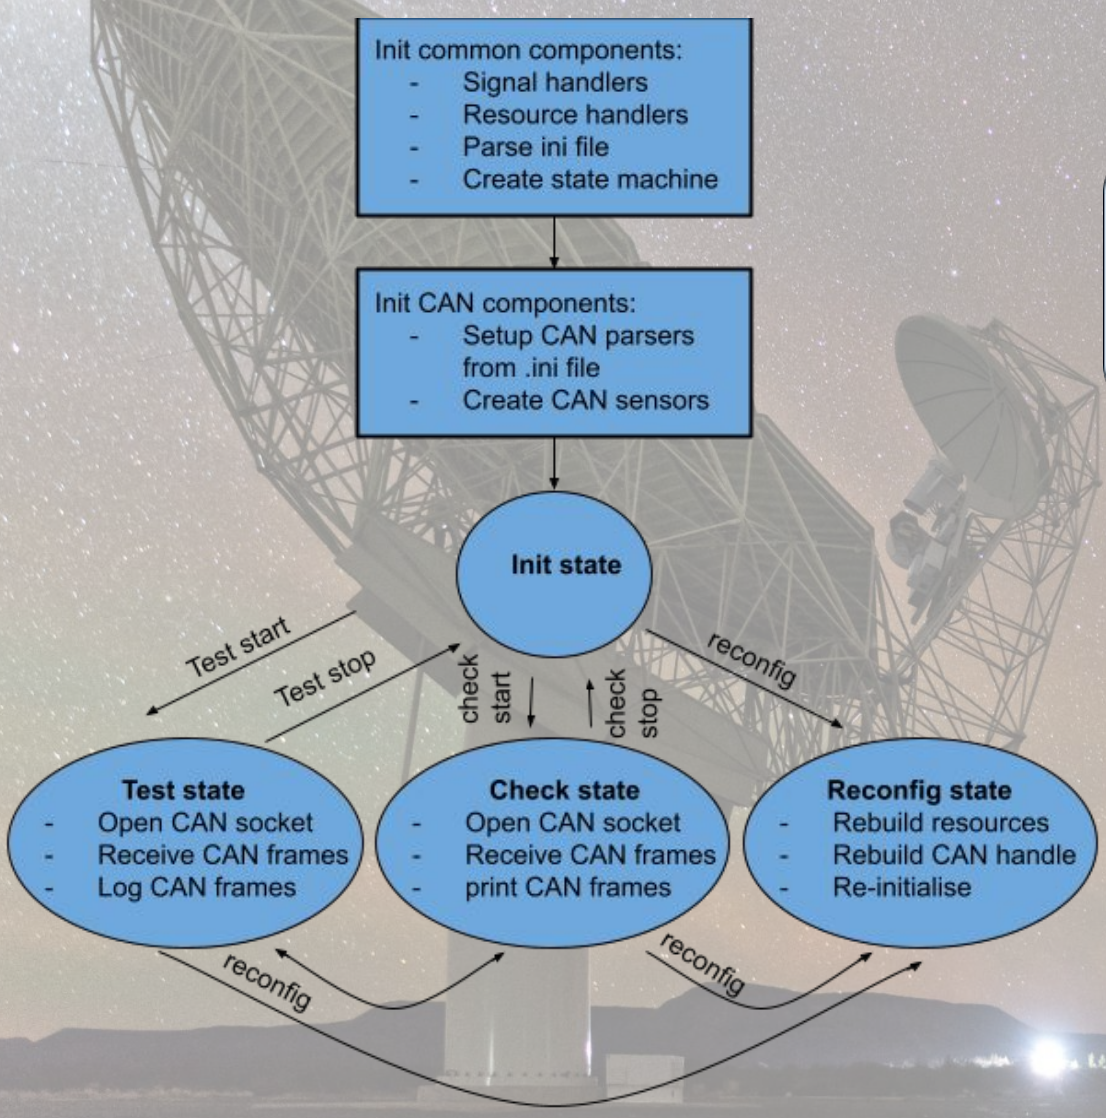 Init common components:
- Signal handlers
- Resource handlers
- Parse ini file
- Create state machine
Init CAN components:
- Setup CAN parsers
from .ini file
- Create CAN sensors
Init state
Test start
Test stop
check
start
check
stop
reconfig
Test state
- Open CAN socket
- Receive CAN frames
- Log CAN frames
Check state
- Open CAN socket
- Receive CAN frames
- print CAN frames
Reconfig state
- Rebuild resources
- Rebuild CAN handle
- Re-initialise
reconfig
reconfig